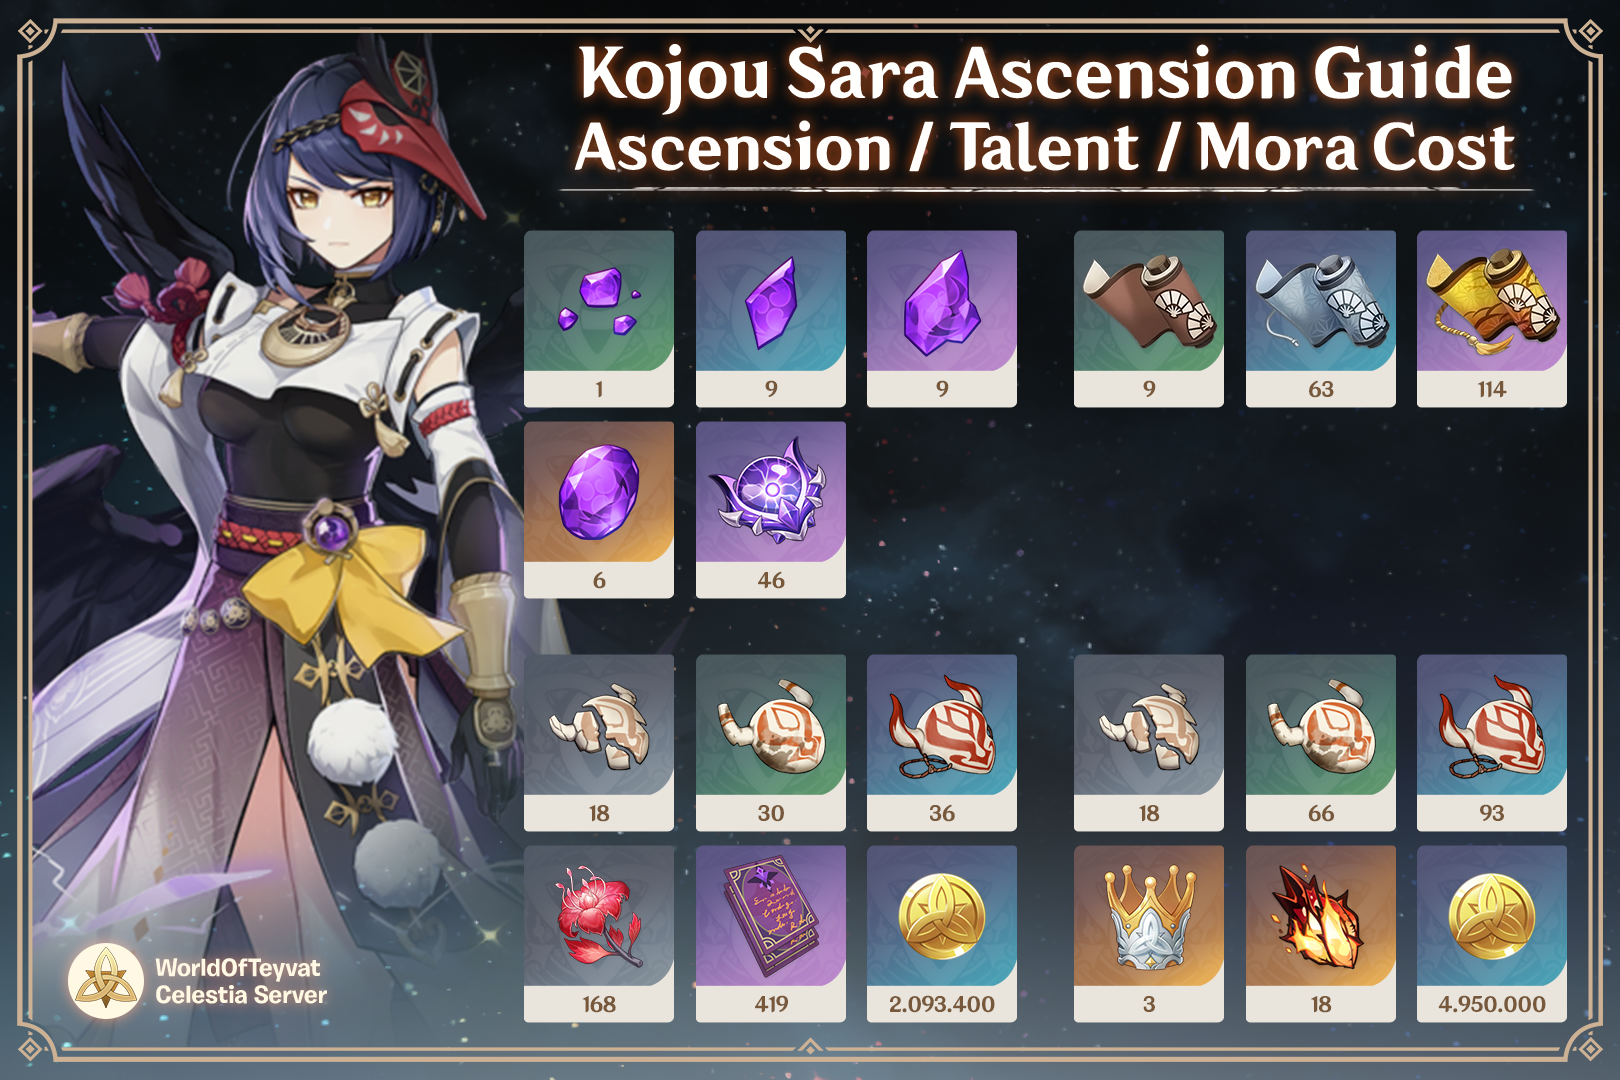 Kojou Sara Ascension Guide
Ascension / Talent / Mora Cost
1 9 9 9 63 114
6 46
18 30 36 18 66 93
168 419 2.093.400 3 18 4.950.000
WorldOfTeyvat
Celestia Server